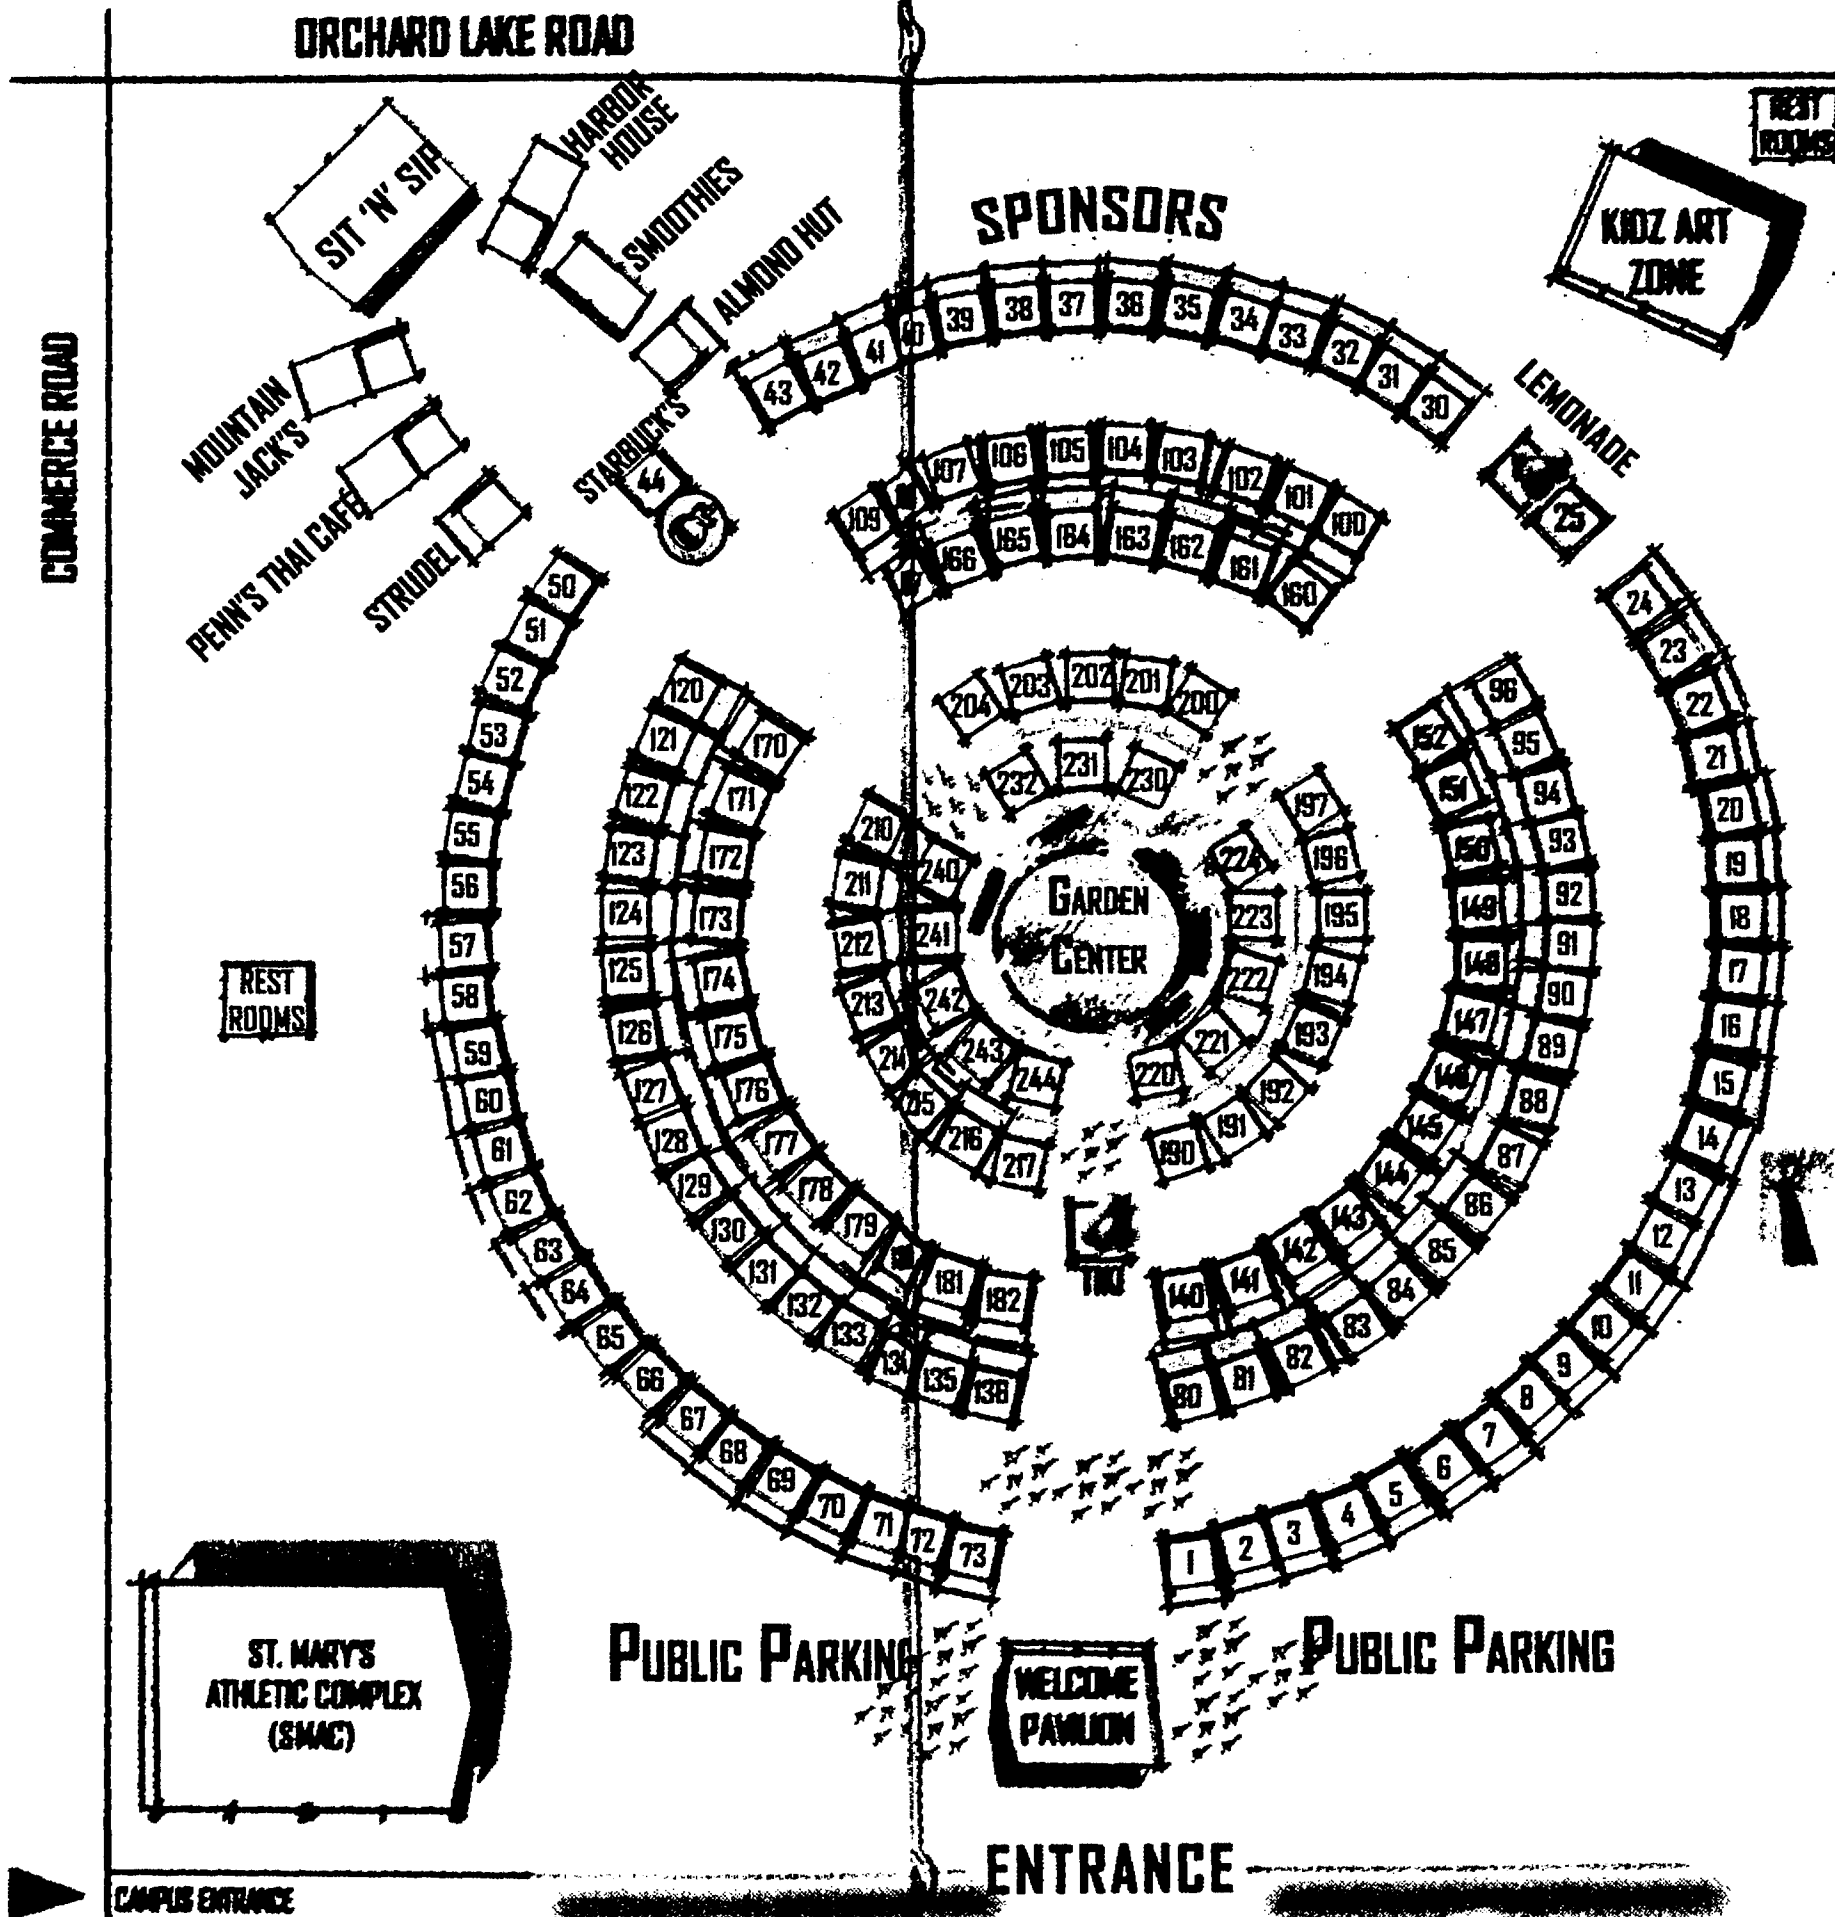 ORCHARD LAKE ROAD
COMMERCE ROAD
REST
ROOMS
SIT 'N' SIP
HARBOR
HOUSE
SMOOTHIES
ALMOND HUT
SPONSORS
KIDZ ART
ZONE
LEMONADE
MOUNTAIN
JACK'S
PENN'S THAI CAFÉ
STRUDEL
STARBUCK'S
44
25
43 42 41 40 39 38 37 36 35 34 33 32 31 30
109 107 106 105 104 103 102 101 100
166 165 164 163 162 161 160
24 23 22 21 20 19 18 17 16 15 14 13 12 11 10 9 8 7 6 5 4 3 2 1
50 51 52 53 54 55 56 57 58 59 60 61 62 63 64 65 66 67 68 69 70 71 72 73
120 121 122 123 124 125 126 127 128 129 130 131 132 133 134 135 136
170 171 172 173 174 175 176 177 178 179 180 181 182
204 203 202 201 200
232 231 230
210 211 212 213 214 215 216 217
240 241 242 243 244
197 196 195 194 193 192 191 190
224 223 222 221 220
152 151 150 149 148 147 146 145 144 143 142 141 140
96 95 94 93 92 91 90 89 88 87 86 85 84 83 82 81 80
GARDEN
CENTER
REST
ROOMS
TIKI
ST. MARY'S
ATHLETIC COMPLEX
(SMAC)
PUBLIC PARKING
WELCOME
PAVILION
PUBLIC PARKING
ENTRANCE
CAMPUS ENTRANCE